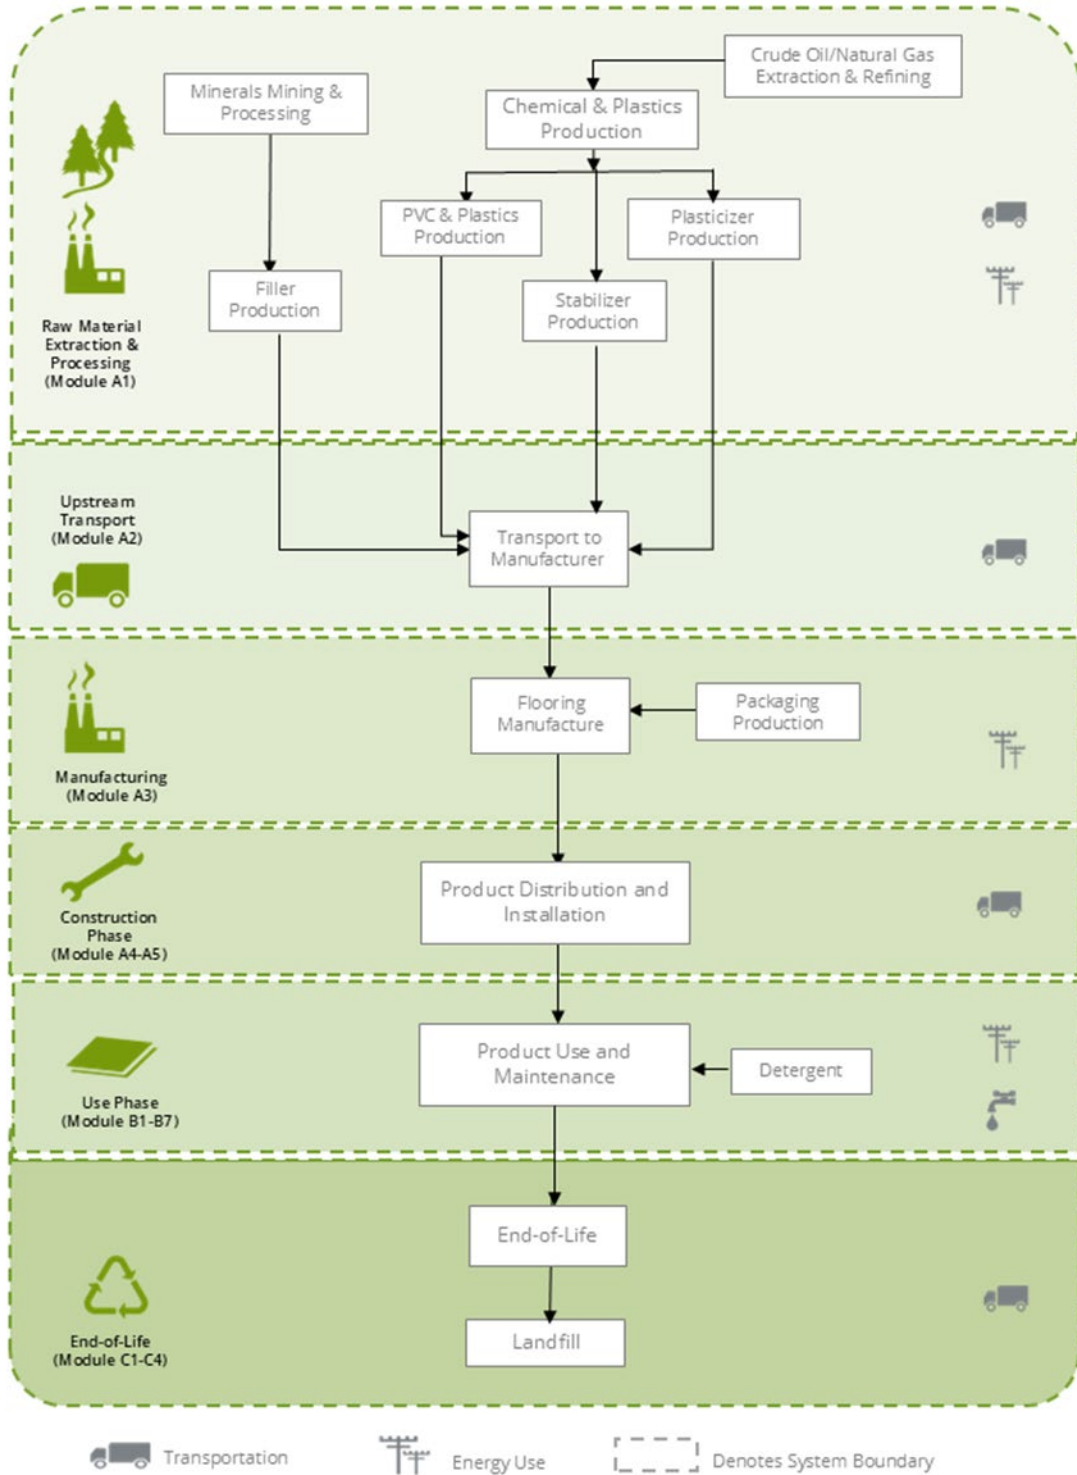 Crude Oil/Natural Gas
Extraction & Refining
Minerals Mining &
Processing
Chemical & Plastics
Production
PVC & Plastics
Production
Plasticizer
Production
Filler
Production
Stabilizer
Production
Raw Material
Extraction &
Processing
(Module A1)
Upstream
Transport
(Module A2)
Transport to
Manufacturer
Flooring
Manufacture
Packaging
Production
Manufacturing
(Module A3)
Product Distribution and
Installation
Construction
Phase
(Module A4-A5)
Product Use and
Maintenance
Detergent
Use Phase
(Module B1-B7)
End-of-Life
Landfill
End-of-Life
(Module C1-C4)
Transportation
Energy Use
Denotes System Boundary